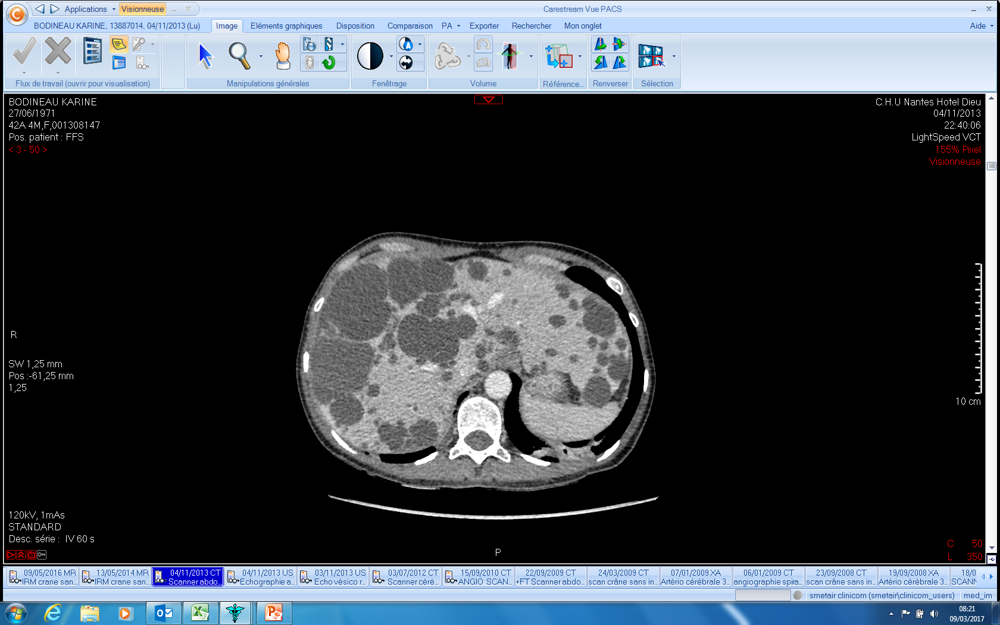 Applications
Visionneuse
Carestream Vue PACS
BODINEAU KARINE, 13887014, 04/11/2013 (Lu)
Image
Eléments graphiques
Disposition
Comparaison
PA
Exporter
Rechercher
Mon onglet
Aide
Flux de travail (ouvrir pour visualisation)
Manipulations générales
Fenêtrage
Volume
Référence...
Renverser
Sélection
BODINEAU KARINE
27/06/1971
42A 4M,F,001308147
Pos. patient : FFS
< 3 - 50 >
C.H.U Nantes Hotel Dieu
04/11/2013
22:40:06
LightSpeed VCT
155% Pixel
Visionneuse
R
SW 1,25 mm
Pos :-61,25 mm
1,25
10 cm
120kV, 1mAs
STANDARD
Desc. série : IV 60 s
P
C 50
L 350
09/05/2016 MR
IRM crane san...
13/05/2014 MR
IRM crane san...
04/11/2013 CT
Scanner abdo...
04/11/2013 US
Echographie a...
03/11/2013 US
Echo vésico r...
03/07/2012 CT
Scanner céré...
15/09/2010 CT
ANGIO SCAN...
22/09/2009 CT
+FT Scanner abdo...
24/03/2009 CT
scan crâne sans in...
07/01/2009 XA
Artério cérébrale 3...
06/01/2009 CT
angiographie spira...
23/09/2008 CT
scan crâne sans in...
19/09/2008 XA
Artério cérébrale 3...
18/0
SCANN
smetair clinicom (smetair\clinicom_users)
med_im
08:21
09/03/2017